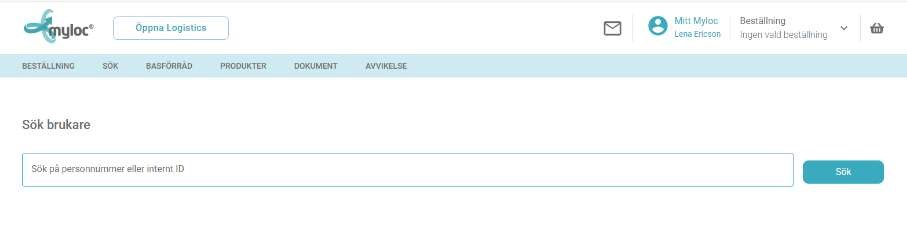 myloc®
Öppna Logistics
Mitt Myloc
Lena Ericson
Beställning
Ingen vald beställning
BESTÄLLNING SÖK BASFÖRRÅD PRODUKTER DOKUMENT AVVIKELSE
Sök brukare
Sök på personnummer eller internt ID
Sök